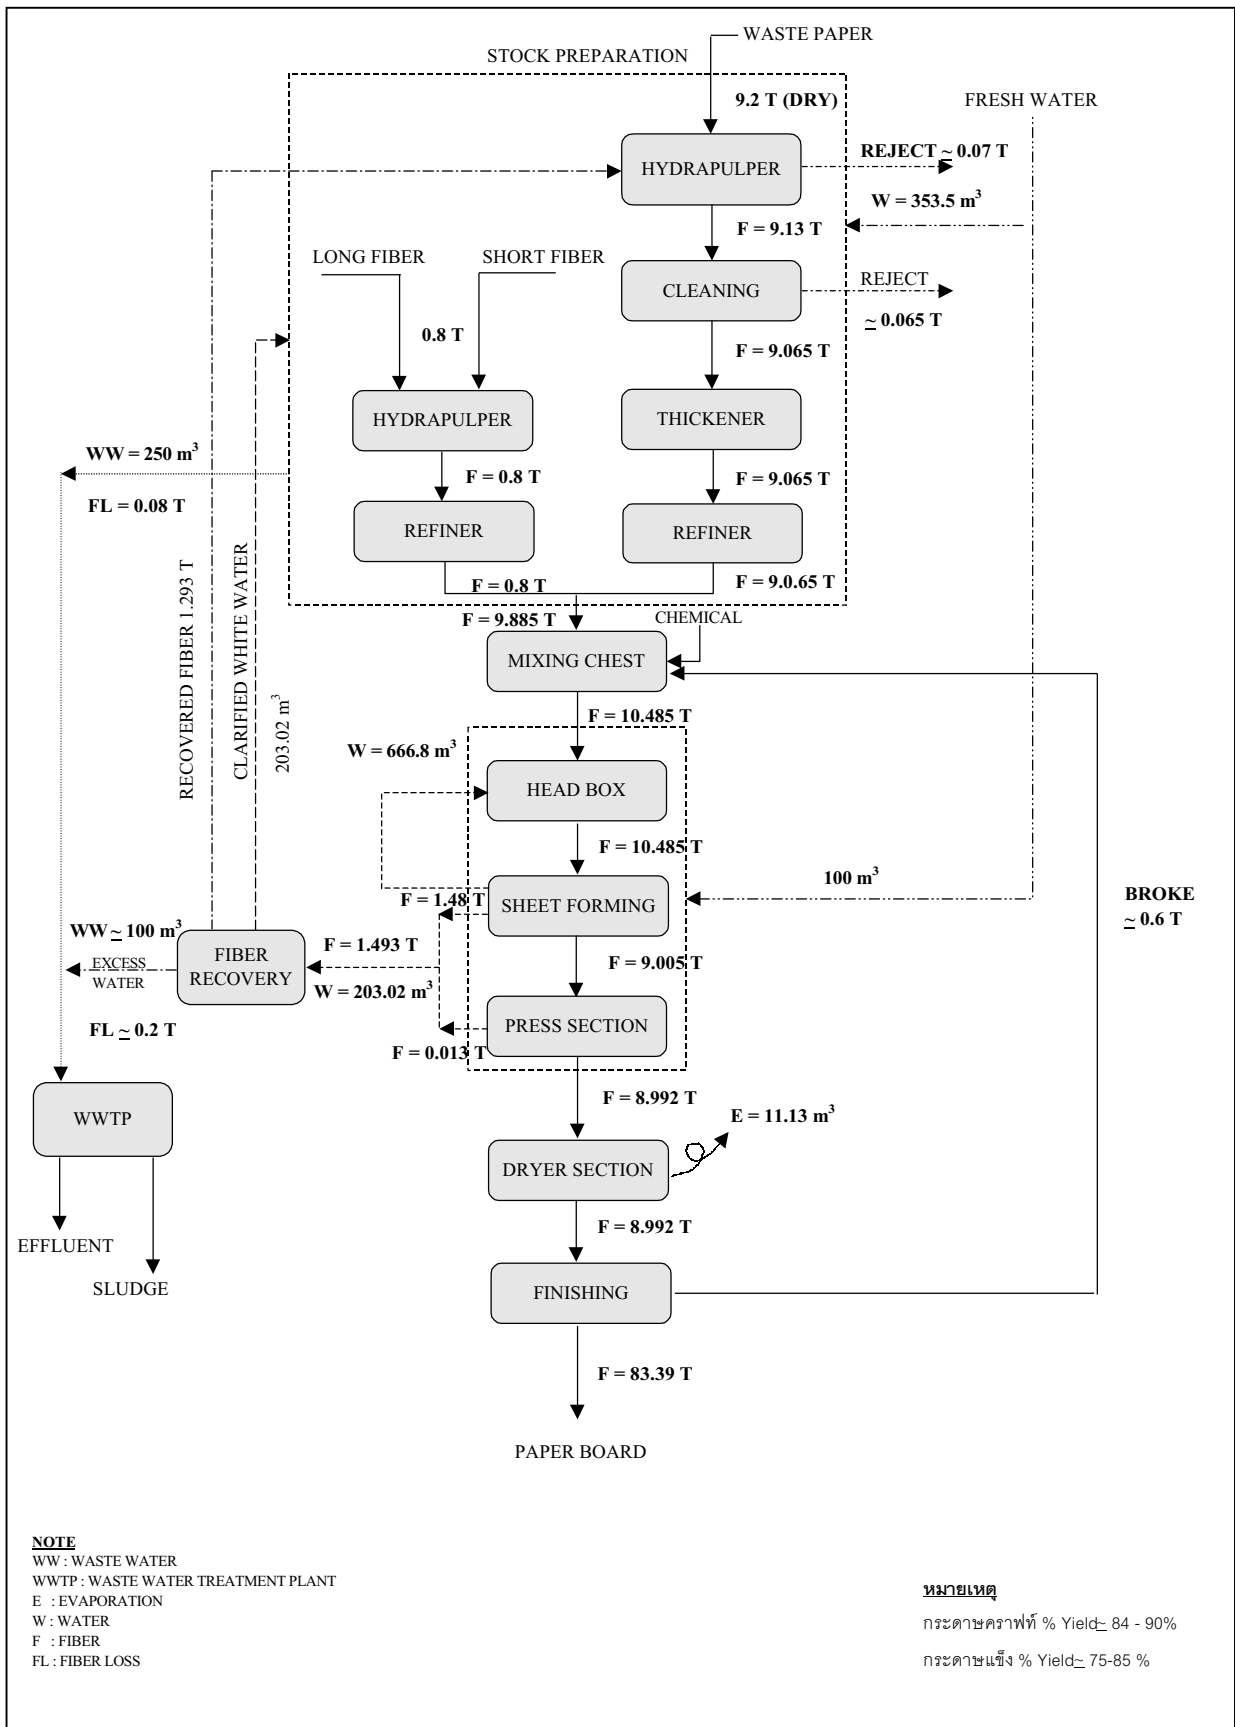 WASTE PAPER
STOCK PREPARATION
9.2 T (DRY)
FRESH WATER
HYDRAPULPER
REJECT ≃ 0.07 T
W = 353.5 m³
F = 9.13 T
LONG FIBER
SHORT FIBER
CLEANING
REJECT
≃ 0.065 T
0.8 T
F = 9.065 T
HYDRAPULPER
THICKENER
WW = 250 m³
F = 0.8 T
F = 9.065 T
FL = 0.08 T
REFINER
REFINER
F = 0.8 T
F = 9.0.65 T
RECOVERED FIBER 1.293 T
CLARIFIED WHITE WATER
203.02 m³
F = 9.885 T
CHEMICAL
MIXING CHEST
F = 10.485 T
W = 666.8 m³
HEAD BOX
F = 10.485 T
100 m³
BROKE
≃ 0.6 T
F = 1.48 T
SHEET FORMING
WW ≃ 100 m³
EXCESS
WATER
FIBER
RECOVERY
F = 1.493 T
W = 203.02 m³
F = 9.005 T
FL ≃ 0.2 T
PRESS SECTION
F = 0.013 T
F = 8.992 T
WWTP
E = 11.13 m³
DRYER SECTION
F = 8.992 T
EFFLUENT
SLUDGE
FINISHING
F = 83.39 T
PAPER BOARD
NOTE
WW : WASTE WATER
WWTP : WASTE WATER TREATMENT PLANT
E : EVAPORATION
W : WATER
F : FIBER
FL : FIBER LOSS
หมายเหตุ
กระดาษคราฟท์ % Yield≃ 84 - 90%
กระดาษแข็ง % Yield≃ 75-85 %